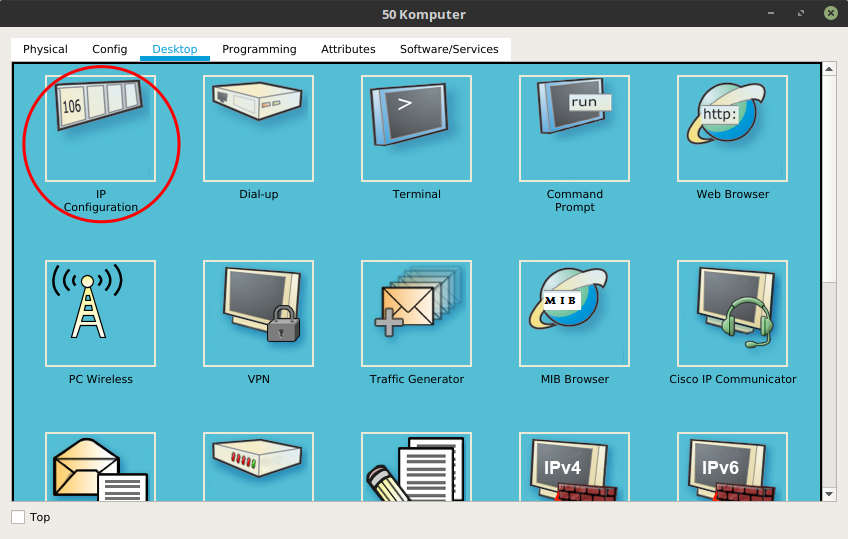 50 Komputer
Physical Config Desktop Programming Attributes Software/Services
106
>
run
http:
IP
Configuration
Dial-up
Terminal
Command
Prompt
Web Browser
MIB
PC Wireless
VPN
Traffic Generator
MIB Browser
Cisco IP Communicator
IPv4
IPv6
Top